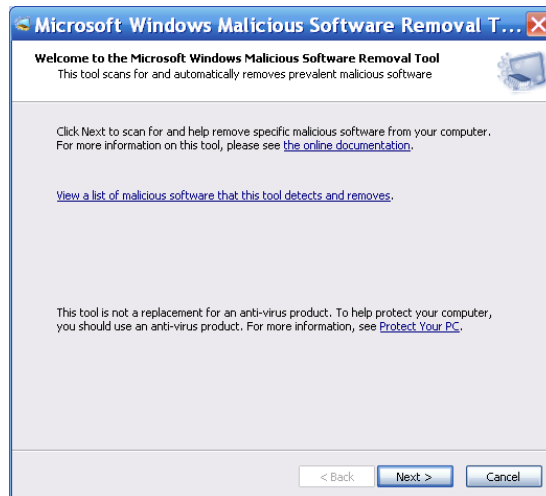 Microsoft Windows Malicious Software Removal T...
Welcome to the Microsoft Windows Malicious Software Removal Tool
This tool scans for and automatically removes prevalent malicious software
Click Next to scan for and help remove specific malicious software from your computer.
For more information on this tool, please see the online documentation.
View a list of malicious software that this tool detects and removes.
This tool is not a replacement for an anti-virus product. To help protect your computer,
you should use an anti-virus product. For more information, see Protect Your PC.
< Back Next > Cancel